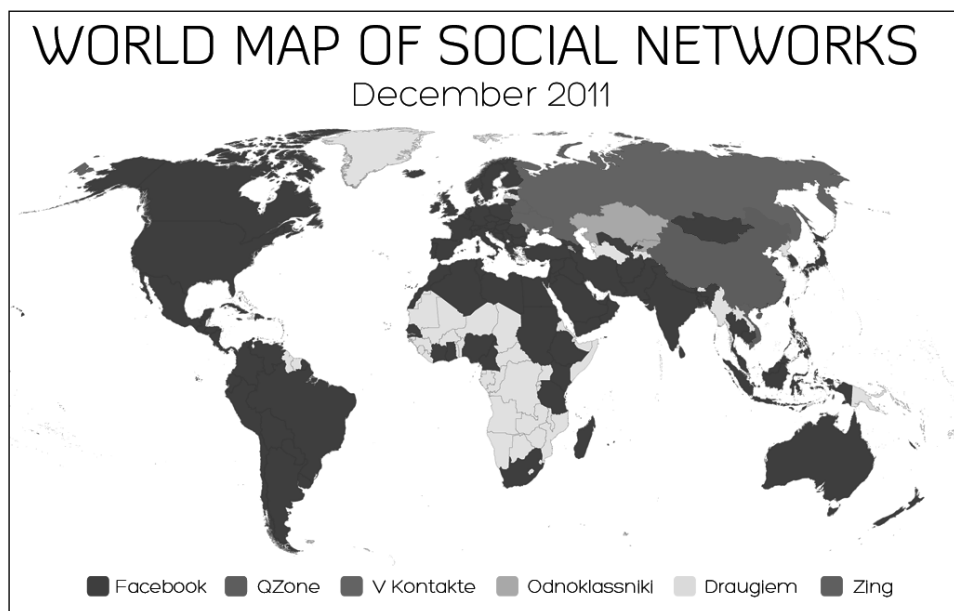 WORLD MAP OF SOCIAL NETWORKS
December 2011
Facebook QZone V Kontakte Odnoklassniki Draugiem Zing